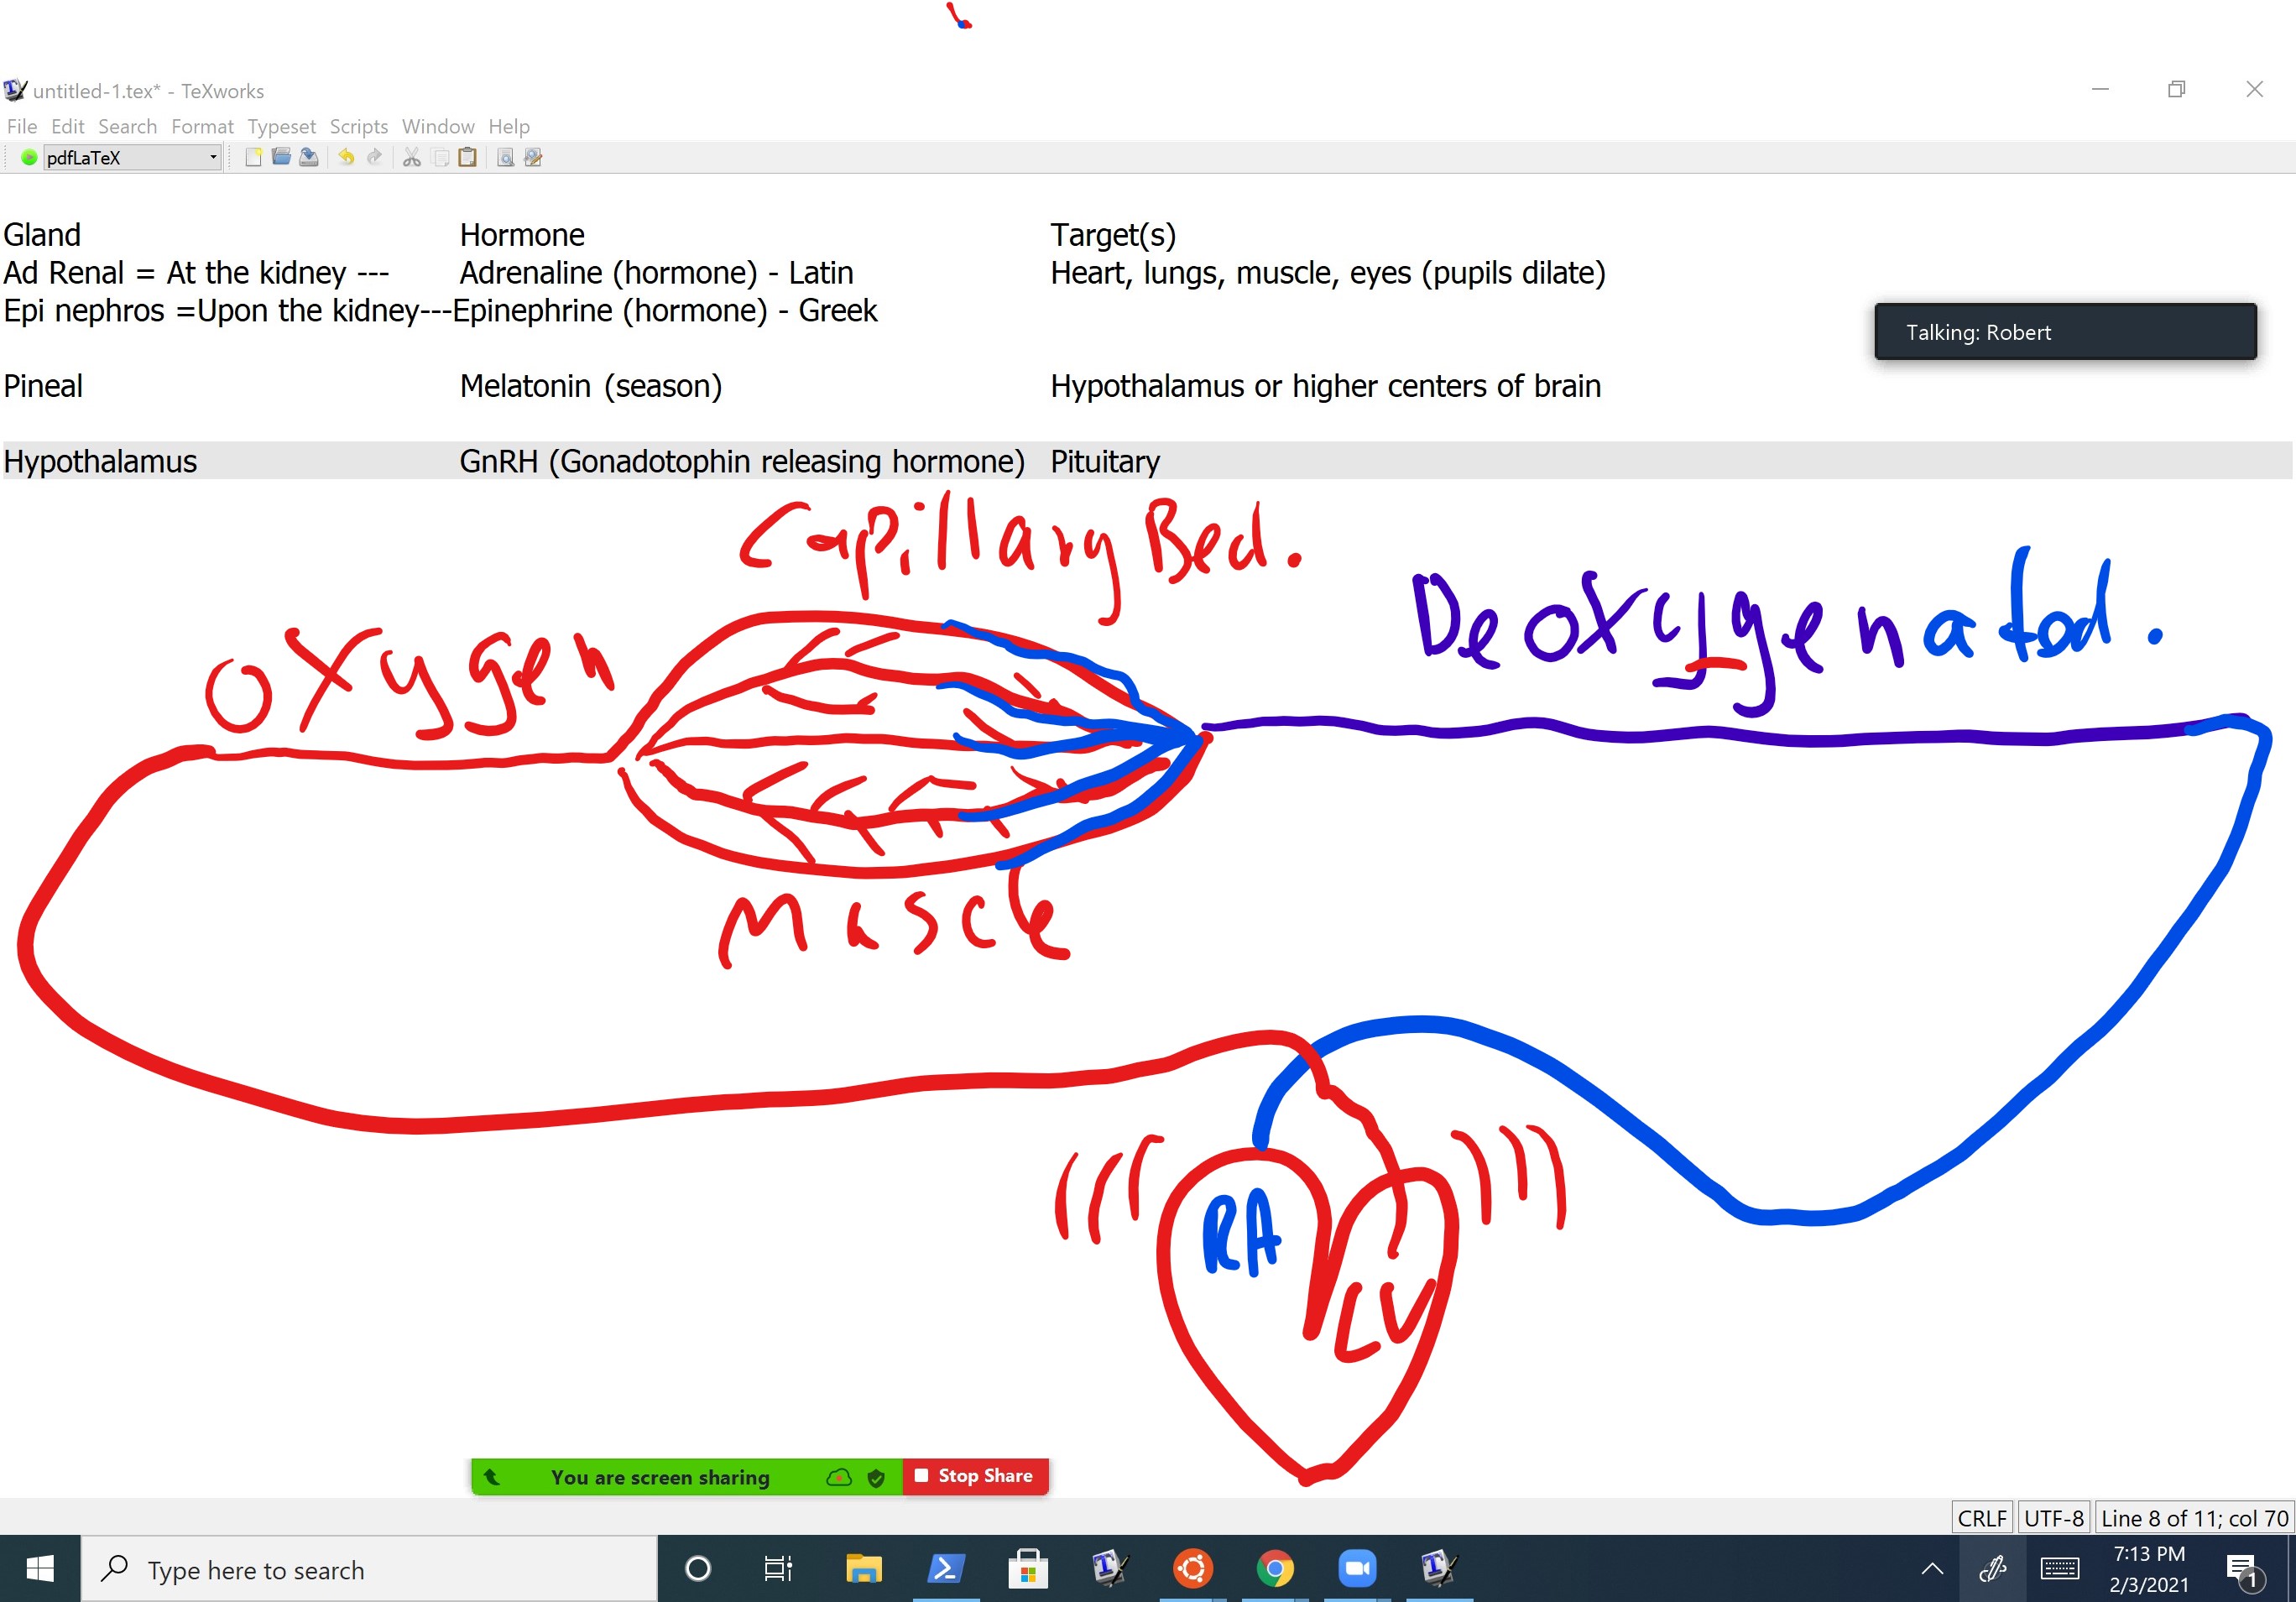 untitled-1.tex* - TeXworks
File Edit Search Format Typeset Scripts Window Help
pdfLaTeX
Gland Hormone Target(s)
Ad Renal = At the kidney --- Adrenaline (hormone) - Latin Heart, lungs, muscle, eyes (pupils dilate)
Epi nephros =Upon the kidney---Epinephrine (hormone) - Greek
Talking: Robert
Pineal Melatonin (season) Hypothalamus or higher centers of brain
Hypothalamus GnRH (Gonadotophin releasing hormone) Pituitary
Capillary Bed.
Oxygen
Deoxygenated.
Muscle
RA
LV
You are screen sharing Stop Share
CRLF UTF-8 Line 8 of 11; col 70
Type here to search
7:13 PM
2/3/2021
1